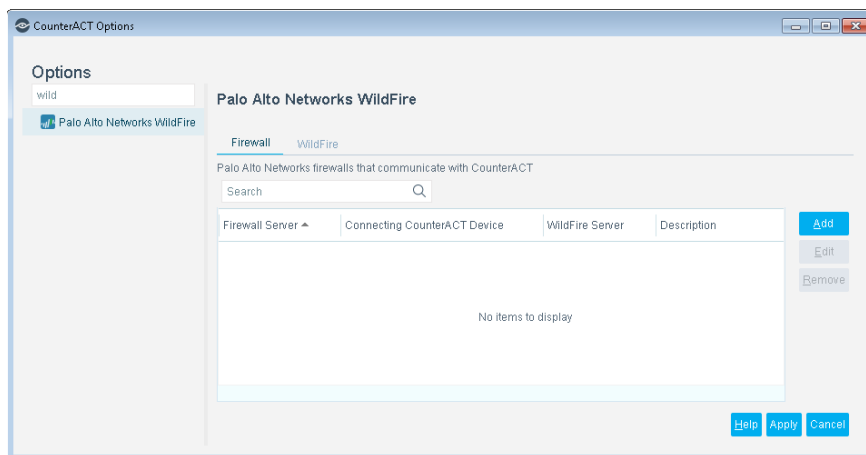 CounterACT Options
Options
wild
Palo Alto Networks WildFire
Palo Alto Networks WildFire
Firewall WildFire
Palo Alto Networks firewalls that communicate with CounterACT
Search
Firewall Server Connecting CounterACT Device WildFire Server Description
Add
Edit
Remove
No items to display
Help Apply Cancel